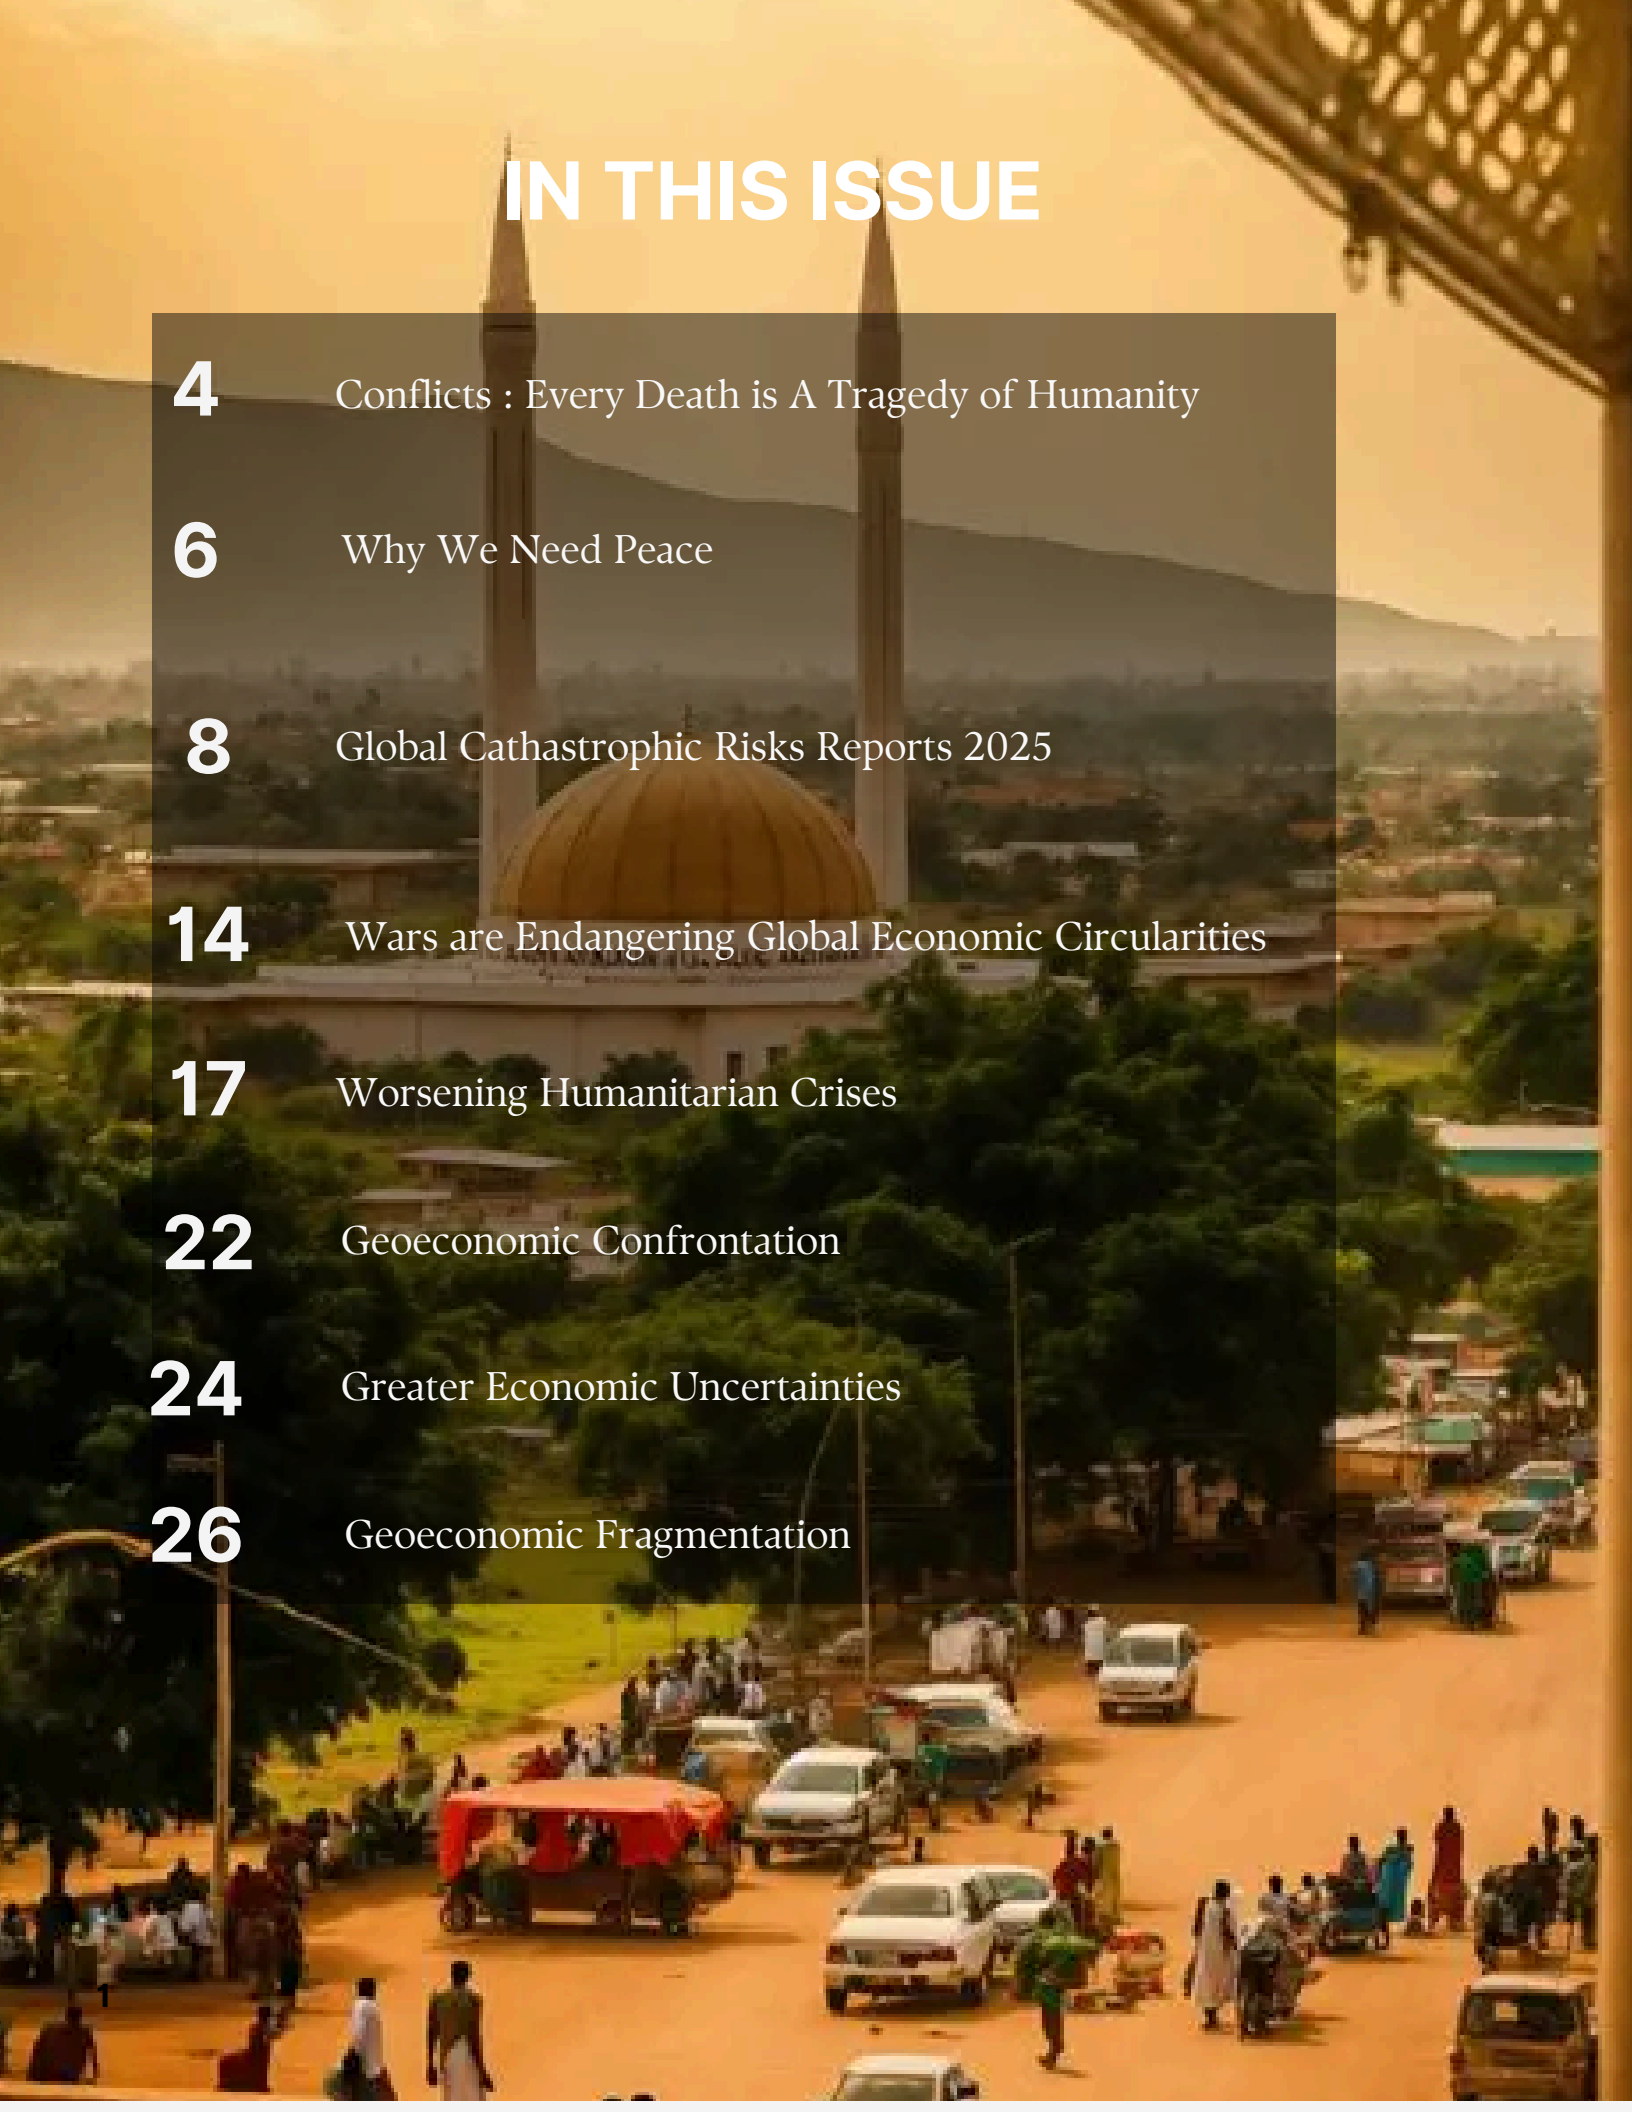 IN THIS ISSUE
4 Conflicts : Every Death is A Tragedy of Humanity
6 Why We Need Peace
8 Global Cathastrophic Risks Reports 2025
14 Wars are Endangering Global Economic Circularities
17 Worsening Humanitarian Crises
22 Geoeconomic Confrontation
24 Greater Economic Uncertainties
26 Geoeconomic Fragmentation
1